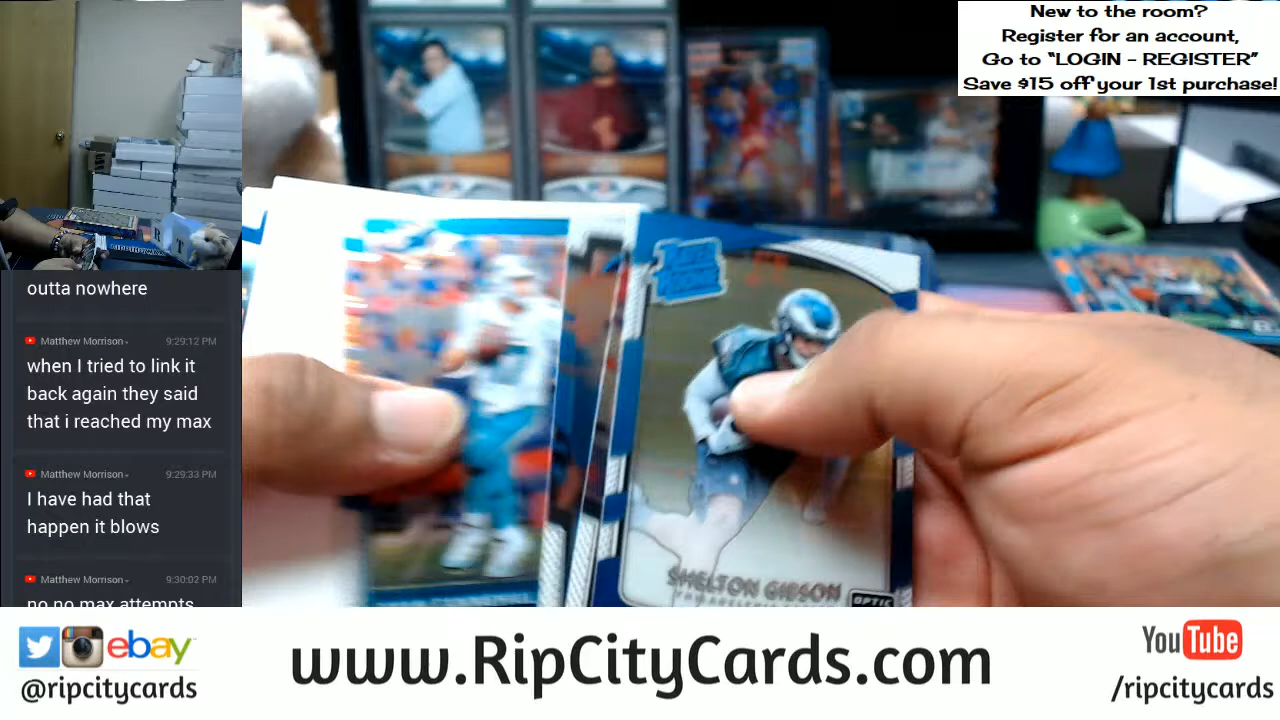 New to the room?
Register for an account,
Go to "LOGIN - REGISTER"
Save $15 off your 1st purchase!
outta nowhere
Matthew Morrison 9:29:12 PM
when I tried to link it
back again they said
that i reached my max
Matthew Morrison 9:29:33 PM
I have had that
happen it blows
Matthew Morrison 9:30:02 PM
no no max attempts
SHELTON GIBSON
OPTIC
ebay
@ripcitycards
www.RipCityCards.com
YouTube
/ripcitycards